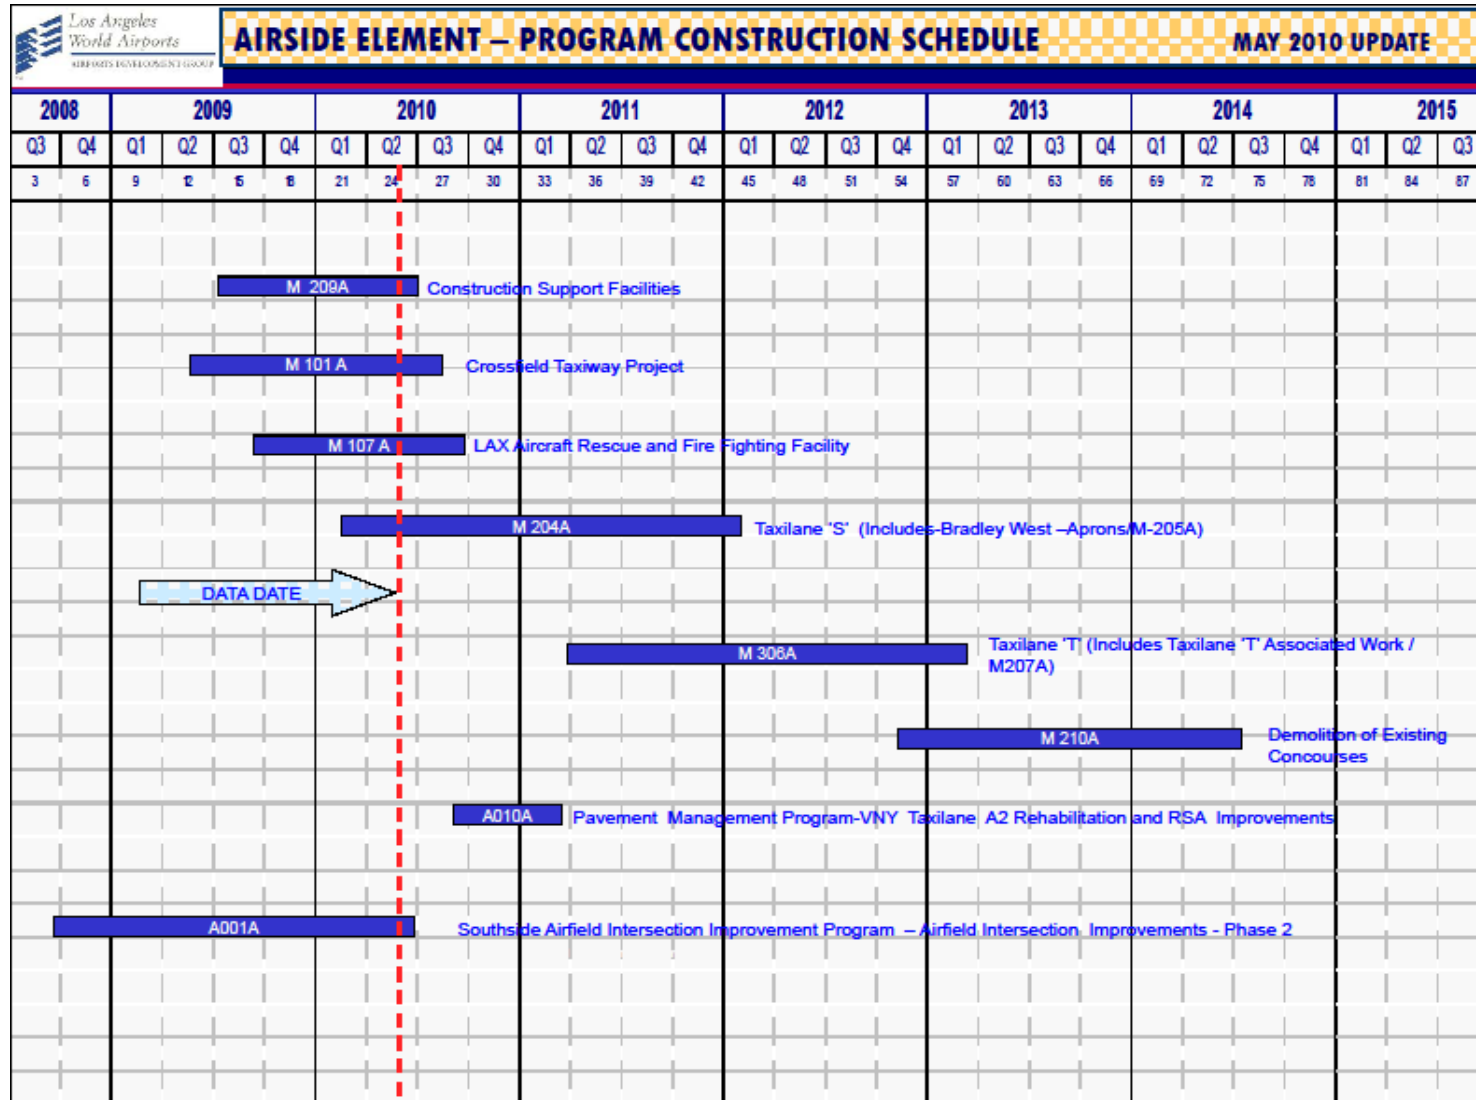 Los Angeles
World Airports
AIRPORTS DEVELOPMENT GROUP
AIRSIDE ELEMENT – PROGRAM CONSTRUCTION SCHEDULE
MAY 2010 UPDATE
2008 2009 2010 2011 2012 2013 2014 2015
Q3 Q4 Q1 Q2 Q3 Q4 Q1 Q2 Q3 Q4 Q1 Q2 Q3 Q4 Q1 Q2 Q3 Q4 Q1 Q2 Q3 Q4 Q1 Q2 Q3 Q4 Q1 Q2 Q3
3 6 9 12 15 18 21 24 27 30 33 36 39 42 45 48 51 54 57 60 63 66 69 72 75 78 81 84 87
M 209A Construction Support Facilities
M 101 A Crossfield Taxiway Project
M 107 A LAX Aircraft Rescue and Fire Fighting Facility
M 204A Taxilane 'S' (Includes-Bradley West –Aprons/M-205A)
DATA DATE
M 306A Taxilane 'T' (Includes Taxilane 'T' Associated Work /
M207A)
M 210A Demolition of Existing
Concourses
A010A Pavement Management Program-VNY Taxilane A2 Rehabilitation and RSA Improvements
A001A Southside Airfield Intersection Improvement Program – Airfield Intersection Improvements - Phase 2